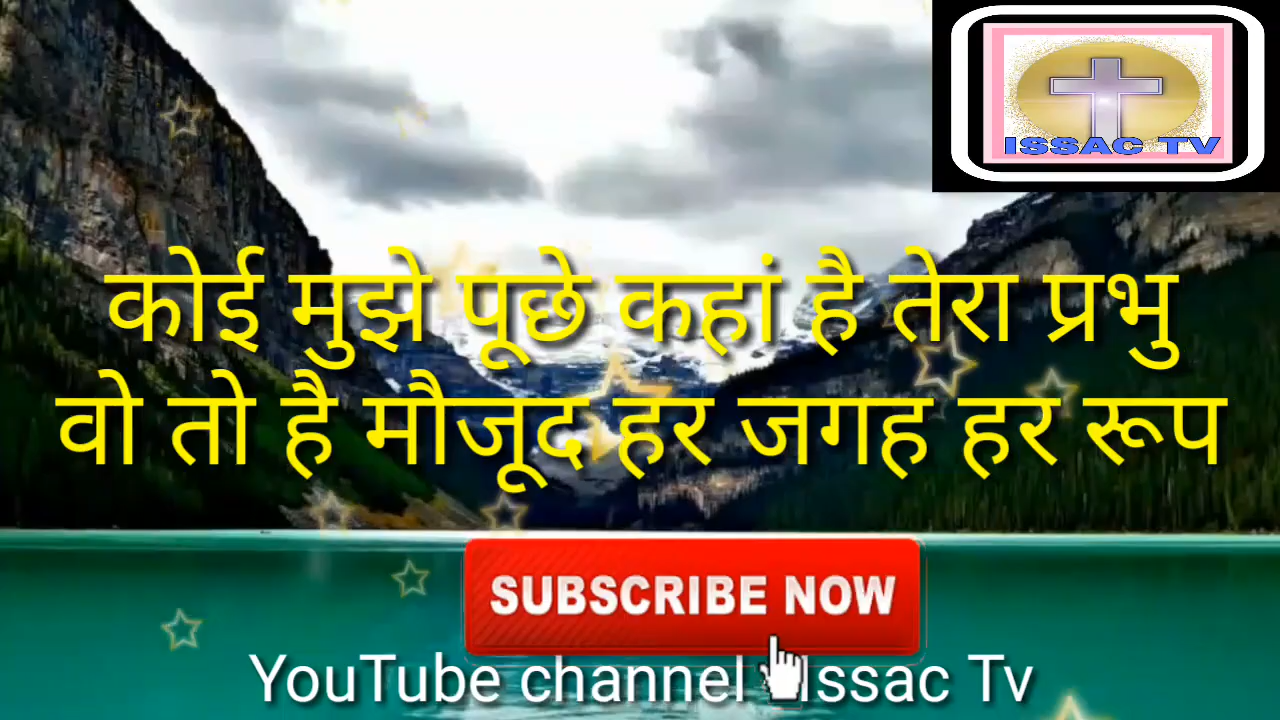 ISSAC TV
कोई मुझे पूछे कहां है तेरा प्रभु
वो तो है मौजूद हर जगह हर रूप
SUBSCRIBE NOW
YouTube channel Issac Tv